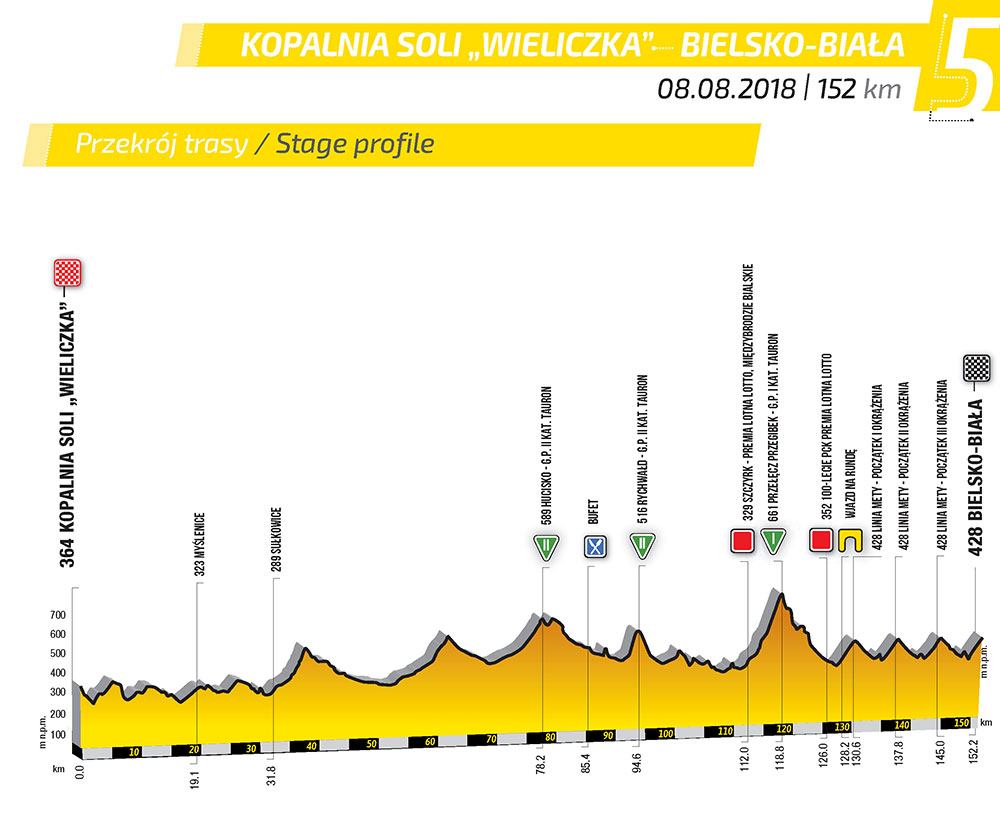 KOPALNIA SOLI „WIELICZKA” BIELSKO-BIAŁA
5
08.08.2018 | 152 km
Przekrój trasy / Stage profile
364 KOPALNIA SOLI „WIELICZKA”
323 MYŚLENICE
289 SUŁKOWICE
589 HUCISKO - G.P. II KAT. TAURON
BUFET
516 RYCHWAŁD - G.P. II KAT. TAURON
329 SZCZYRK - PREMIA LOTNA LOTTO, MIĘDZYBRODZIE BIALSKIE
661 PRZEŁĘCZ PRZEGIBEK - G.P. I KAT. TAURON
352 100-LECIE PCK PREMIA LOTNA LOTTO
WJAZD NA RUNDĘ
428 LINIA METY - POCZĄTEK I OKRĄŻENIA
428 LINIA METY - POCZĄTEK II OKRĄŻENIA
428 LINIA METY - POCZĄTEK III OKRĄŻENIA
428 BIELSKO-BIAŁA
II
II
I
700
600
500
400
300
200
100
m n.p.m.
m n.p.m.
10 20 30 40 50 60 70 80 90 100 110 120 130 140 150
km
km
0.0 19.1 31.8 78.2 85.4 94.6 112.0 118.8 126.0 128.2 130.6 137.8 145.0 152.2